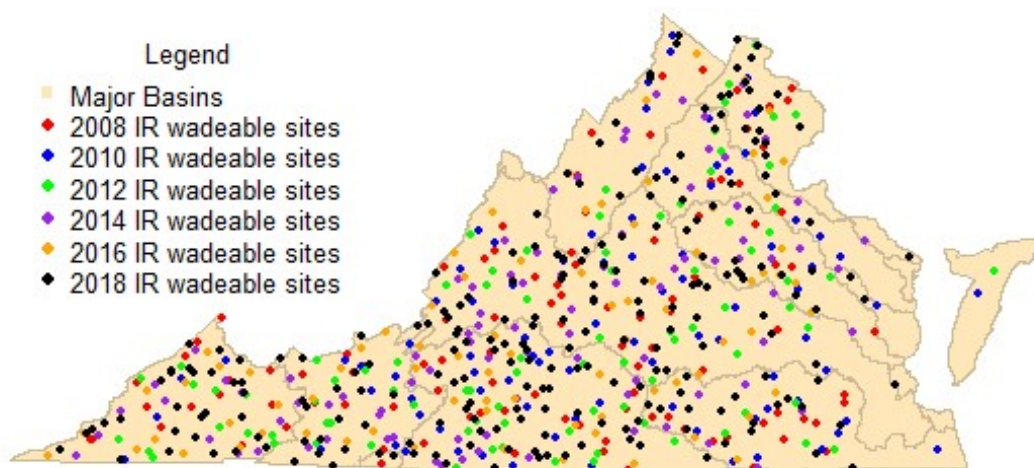 Legend
Major Basins
2008 IR wadeable sites
2010 IR wadeable sites
2012 IR wadeable sites
2014 IR wadeable sites
2016 IR wadeable sites
2018 IR wadeable sites